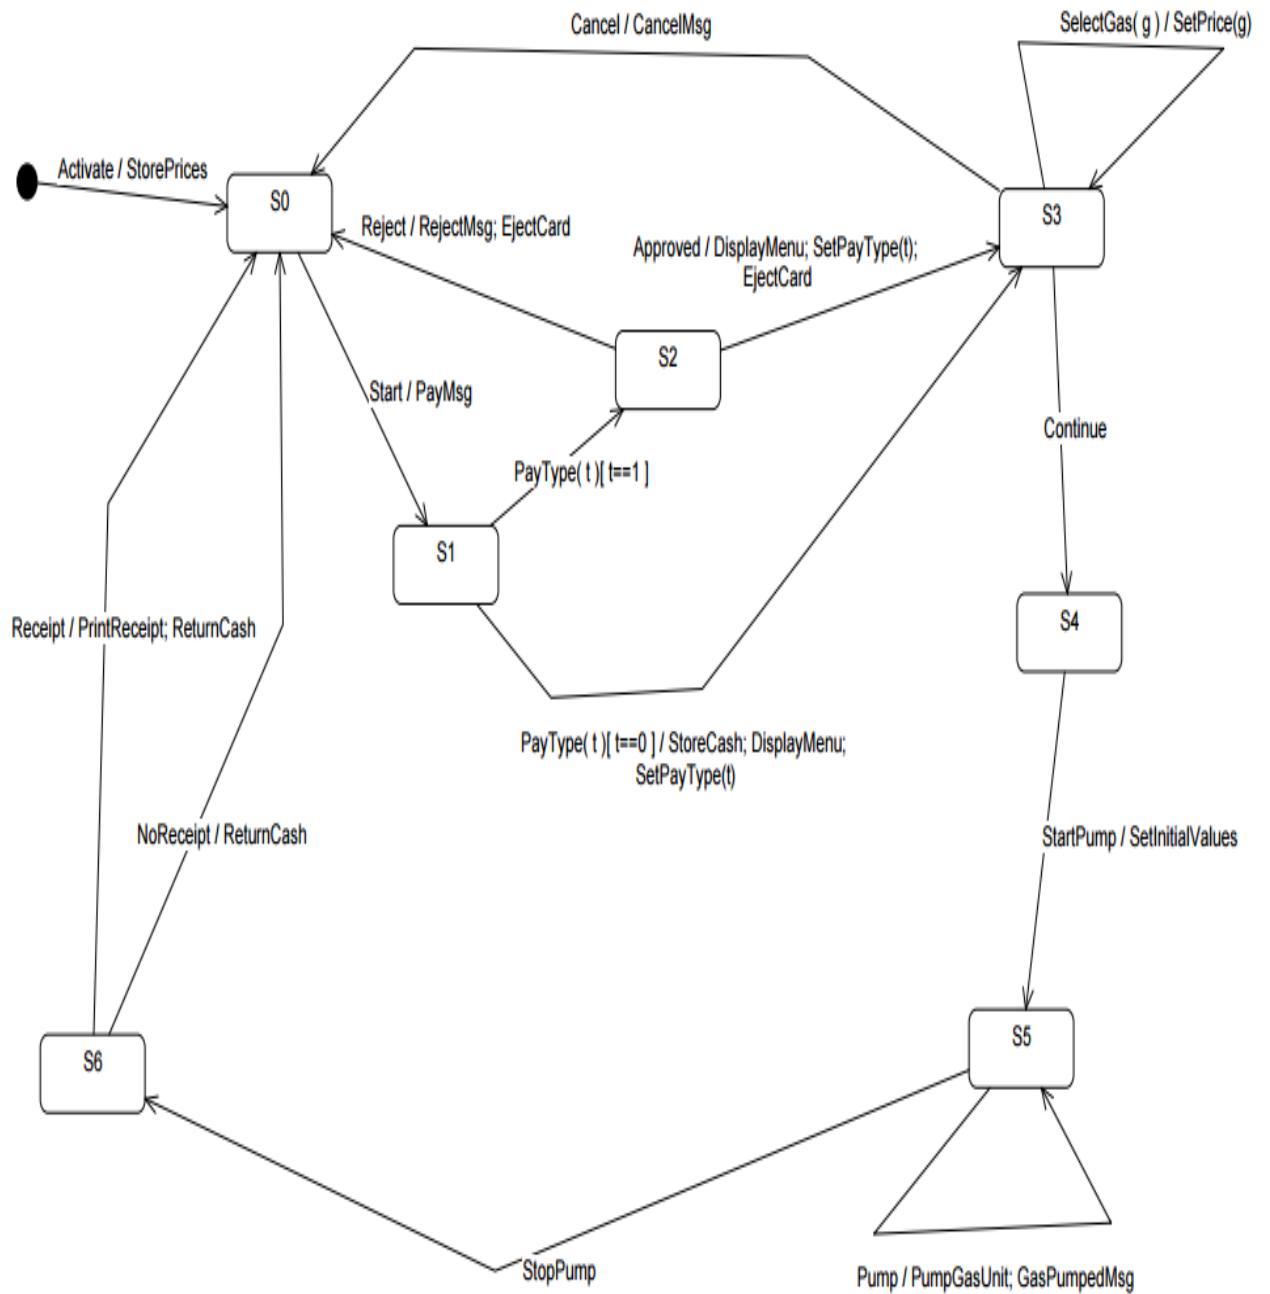 Cancel / CancelMsg
SelectGas( g ) / SetPrice(g)
Activate / StorePrices
S0
S3
Reject / RejectMsg; EjectCard
Approved / DisplayMenu; SetPayType(t);
EjectCard
S2
Start / PayMsg
Continue
PayType( t )[ t==1 ]
S1
S4
Receipt / PrintReceipt; ReturnCash
PayType( t )[ t==0 ] / StoreCash; DisplayMenu;
SetPayType(t)
NoReceipt / ReturnCash
StartPump / SetInitialValues
S5
S6
StopPump
Pump / PumpGasUnit; GasPumpedMsg